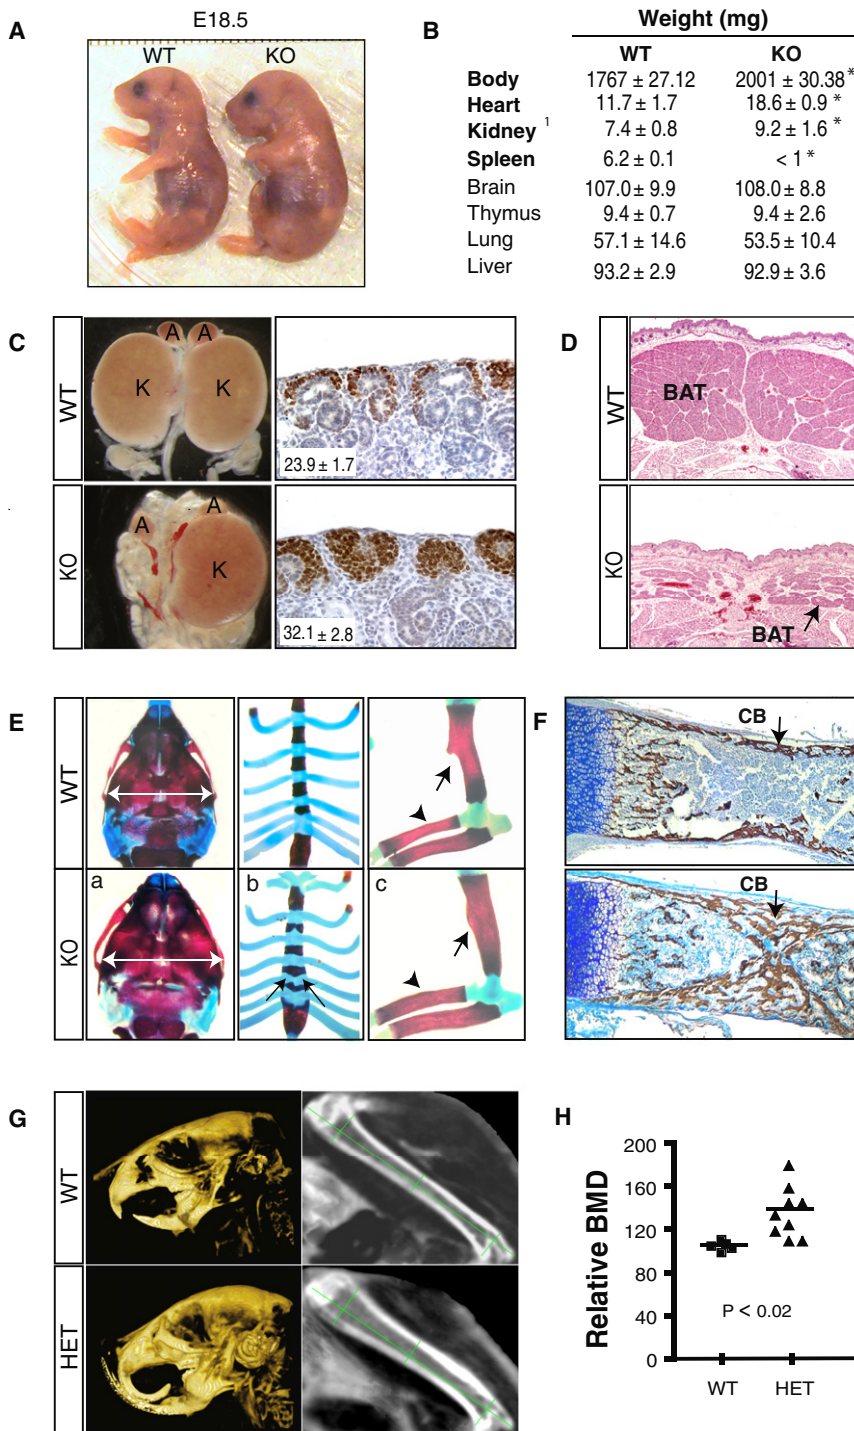 A
E18.5
WT
KO
B
Weight (mg)
WT KO
Body 1767 ± 27.12 2001 ± 30.38 *
Heart 11.7 ± 1.7 18.6 ± 0.9 *
Kidney 1 7.4 ± 0.8 9.2 ± 1.6 *
Spleen 6.2 ± 0.1 < 1 *
Brain 107.0 ± 9.9 108.0 ± 8.8
Thymus 9.4 ± 0.7 9.4 ± 2.6
Lung 57.1 ± 14.6 53.5 ± 10.4
Liver 93.2 ± 2.9 92.9 ± 3.6
C
WT
A A
K K
23.9 ± 1.7
KO
A A
K
32.1 ± 2.8
D
WT
BAT
KO
BAT
E
WT
KO
a
b
c
F
CB
CB
G
WT
HET
H
Relative BMD
200
160
120
80
40
0
P < 0.02
WT HET